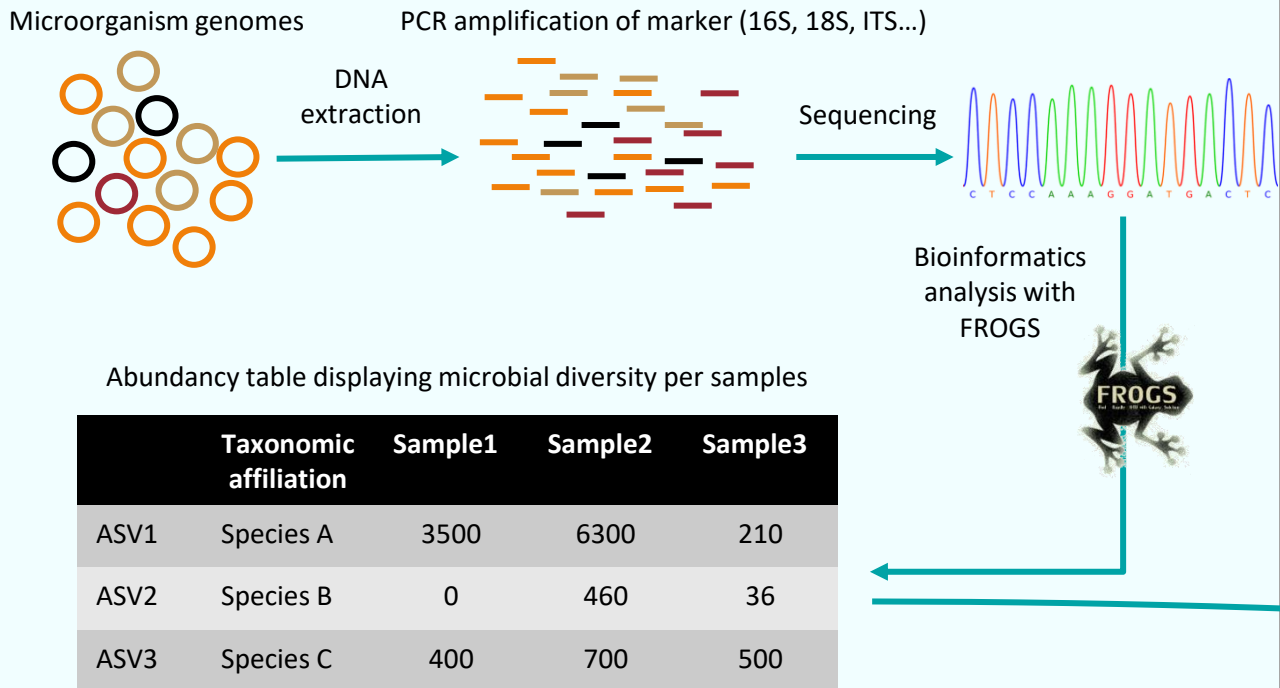 Microorganism genomes
PCR amplification of marker (16S, 18S, ITS…)
DNA
extraction
Sequencing
C T C C A A A G G A T G A C T C
Bioinformatics
analysis with
FROGS
FROGS
Abundancy table displaying microbial diversity per samples
Taxonomic affiliation Sample1 Sample2 Sample3
ASV1 Species A 3500 6300 210
ASV2 Species B 0 460 36
ASV3 Species C 400 700 500